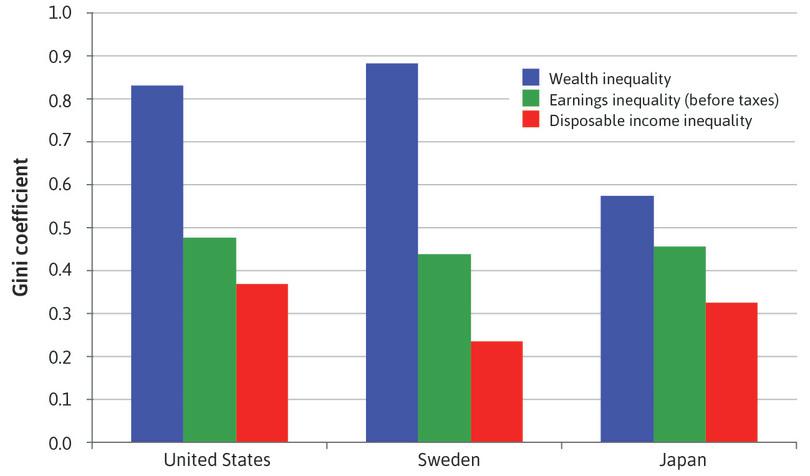 1.0
0.9
0.8
0.7
0.6
0.5
0.4
0.3
0.2
0.1
0.0
Gini coefficient
Wealth inequality
Earnings inequality (before taxes)
Disposable income inequality
United States
Sweden
Japan